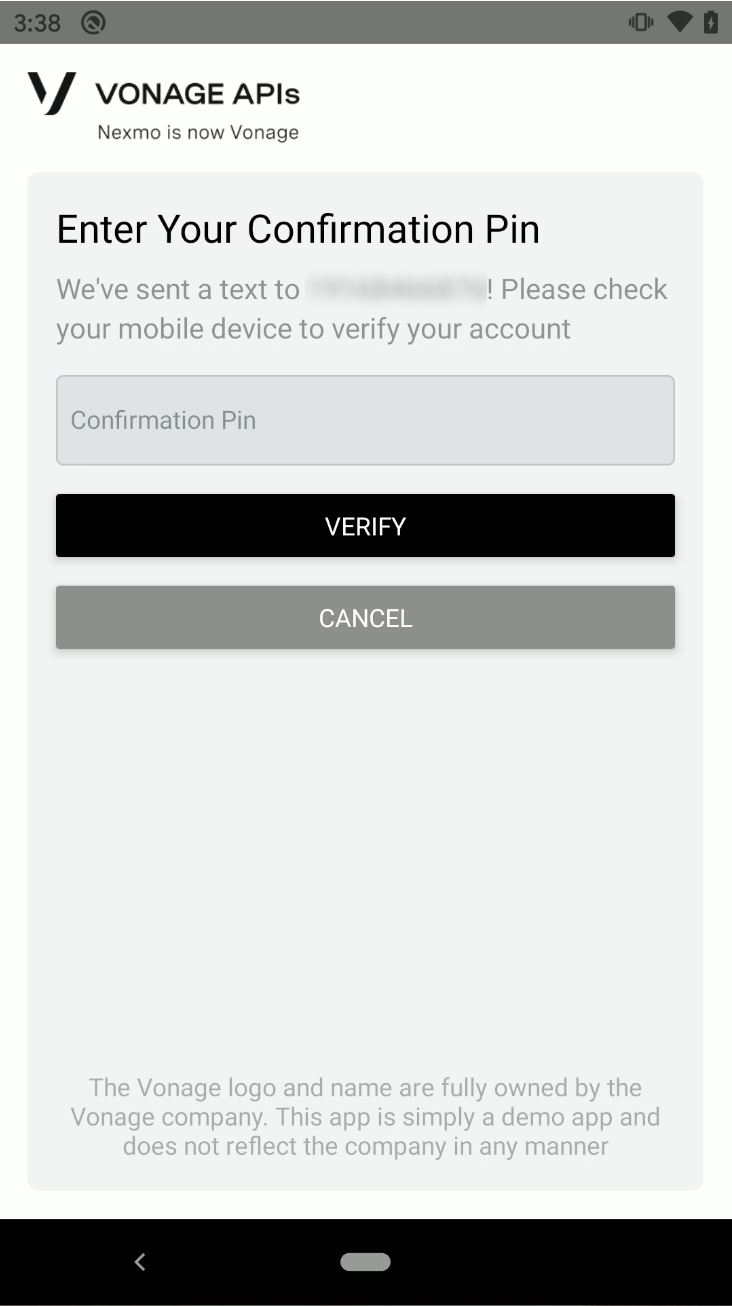 3:38
VONAGE APIs
Nexmo is now Vonage
Enter Your Confirmation Pin
We've sent a text to ! Please check
your mobile device to verify your account
Confirmation Pin
VERIFY
CANCEL
The Vonage logo and name are fully owned by the
Vonage company. This app is simply a demo app and
does not reflect the company in any manner